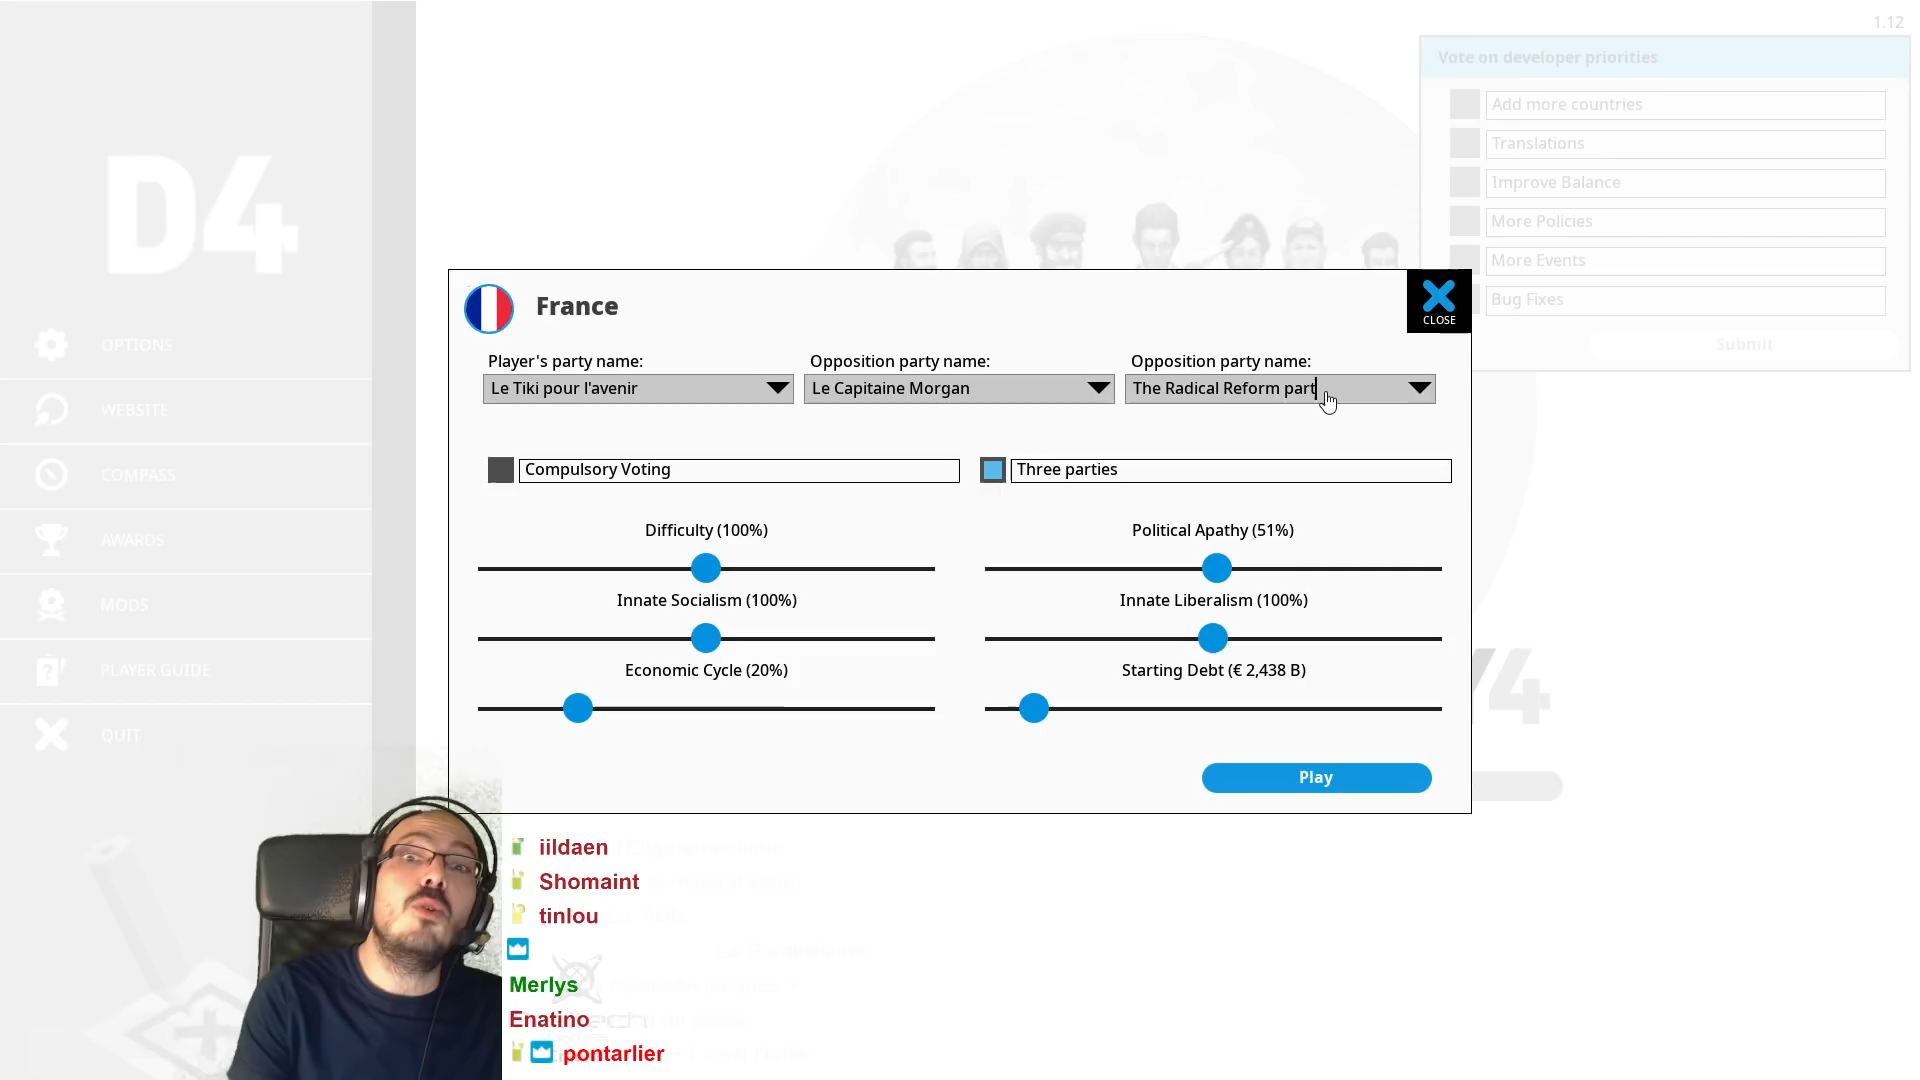 1.12
Vote on developer priorities
Add more countries
Translations
Improve Balance
More Policies
More Events
Bug Fixes
Submit
D4
OPTIONS
WEBSITE
COMPASS
AWARDS
MODS
PLAYER GUIDE
QUIT
France
CLOSE
Player's party name:
Opposition party name:
Opposition party name:
Le Tiki pour l'avenir
Le Capitaine Morgan
The Radical Reform part
Compulsory Voting
Three parties
Difficulty (100%)
Political Apathy (51%)
Innate Socialism (100%)
Innate Liberalism (100%)
Economic Cycle (20%)
Starting Debt (€ 2,438 B)
Play
iildaen
Shomaint
tinlou
Merlys
Enatino
pontarlier